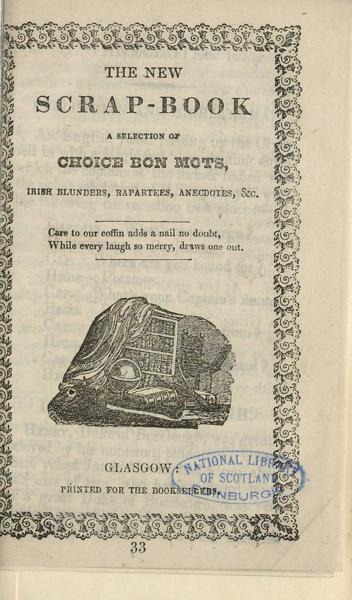 THE NEW
SCRAP-BOOK
A SELECTION OF
CHOICE BON MOTS,
IRISH BLUNDERS, RAPARTEES, ANECDOTES, &c.
Care to our coffin adds a nail no doubt,
While every laugh so merry, draws one out.
GLASGOW:
PRINTED FOR THE BOOKSELLERS.
NATIONAL LIBRARY
OF SCOTLAND
EDINBURGH
33